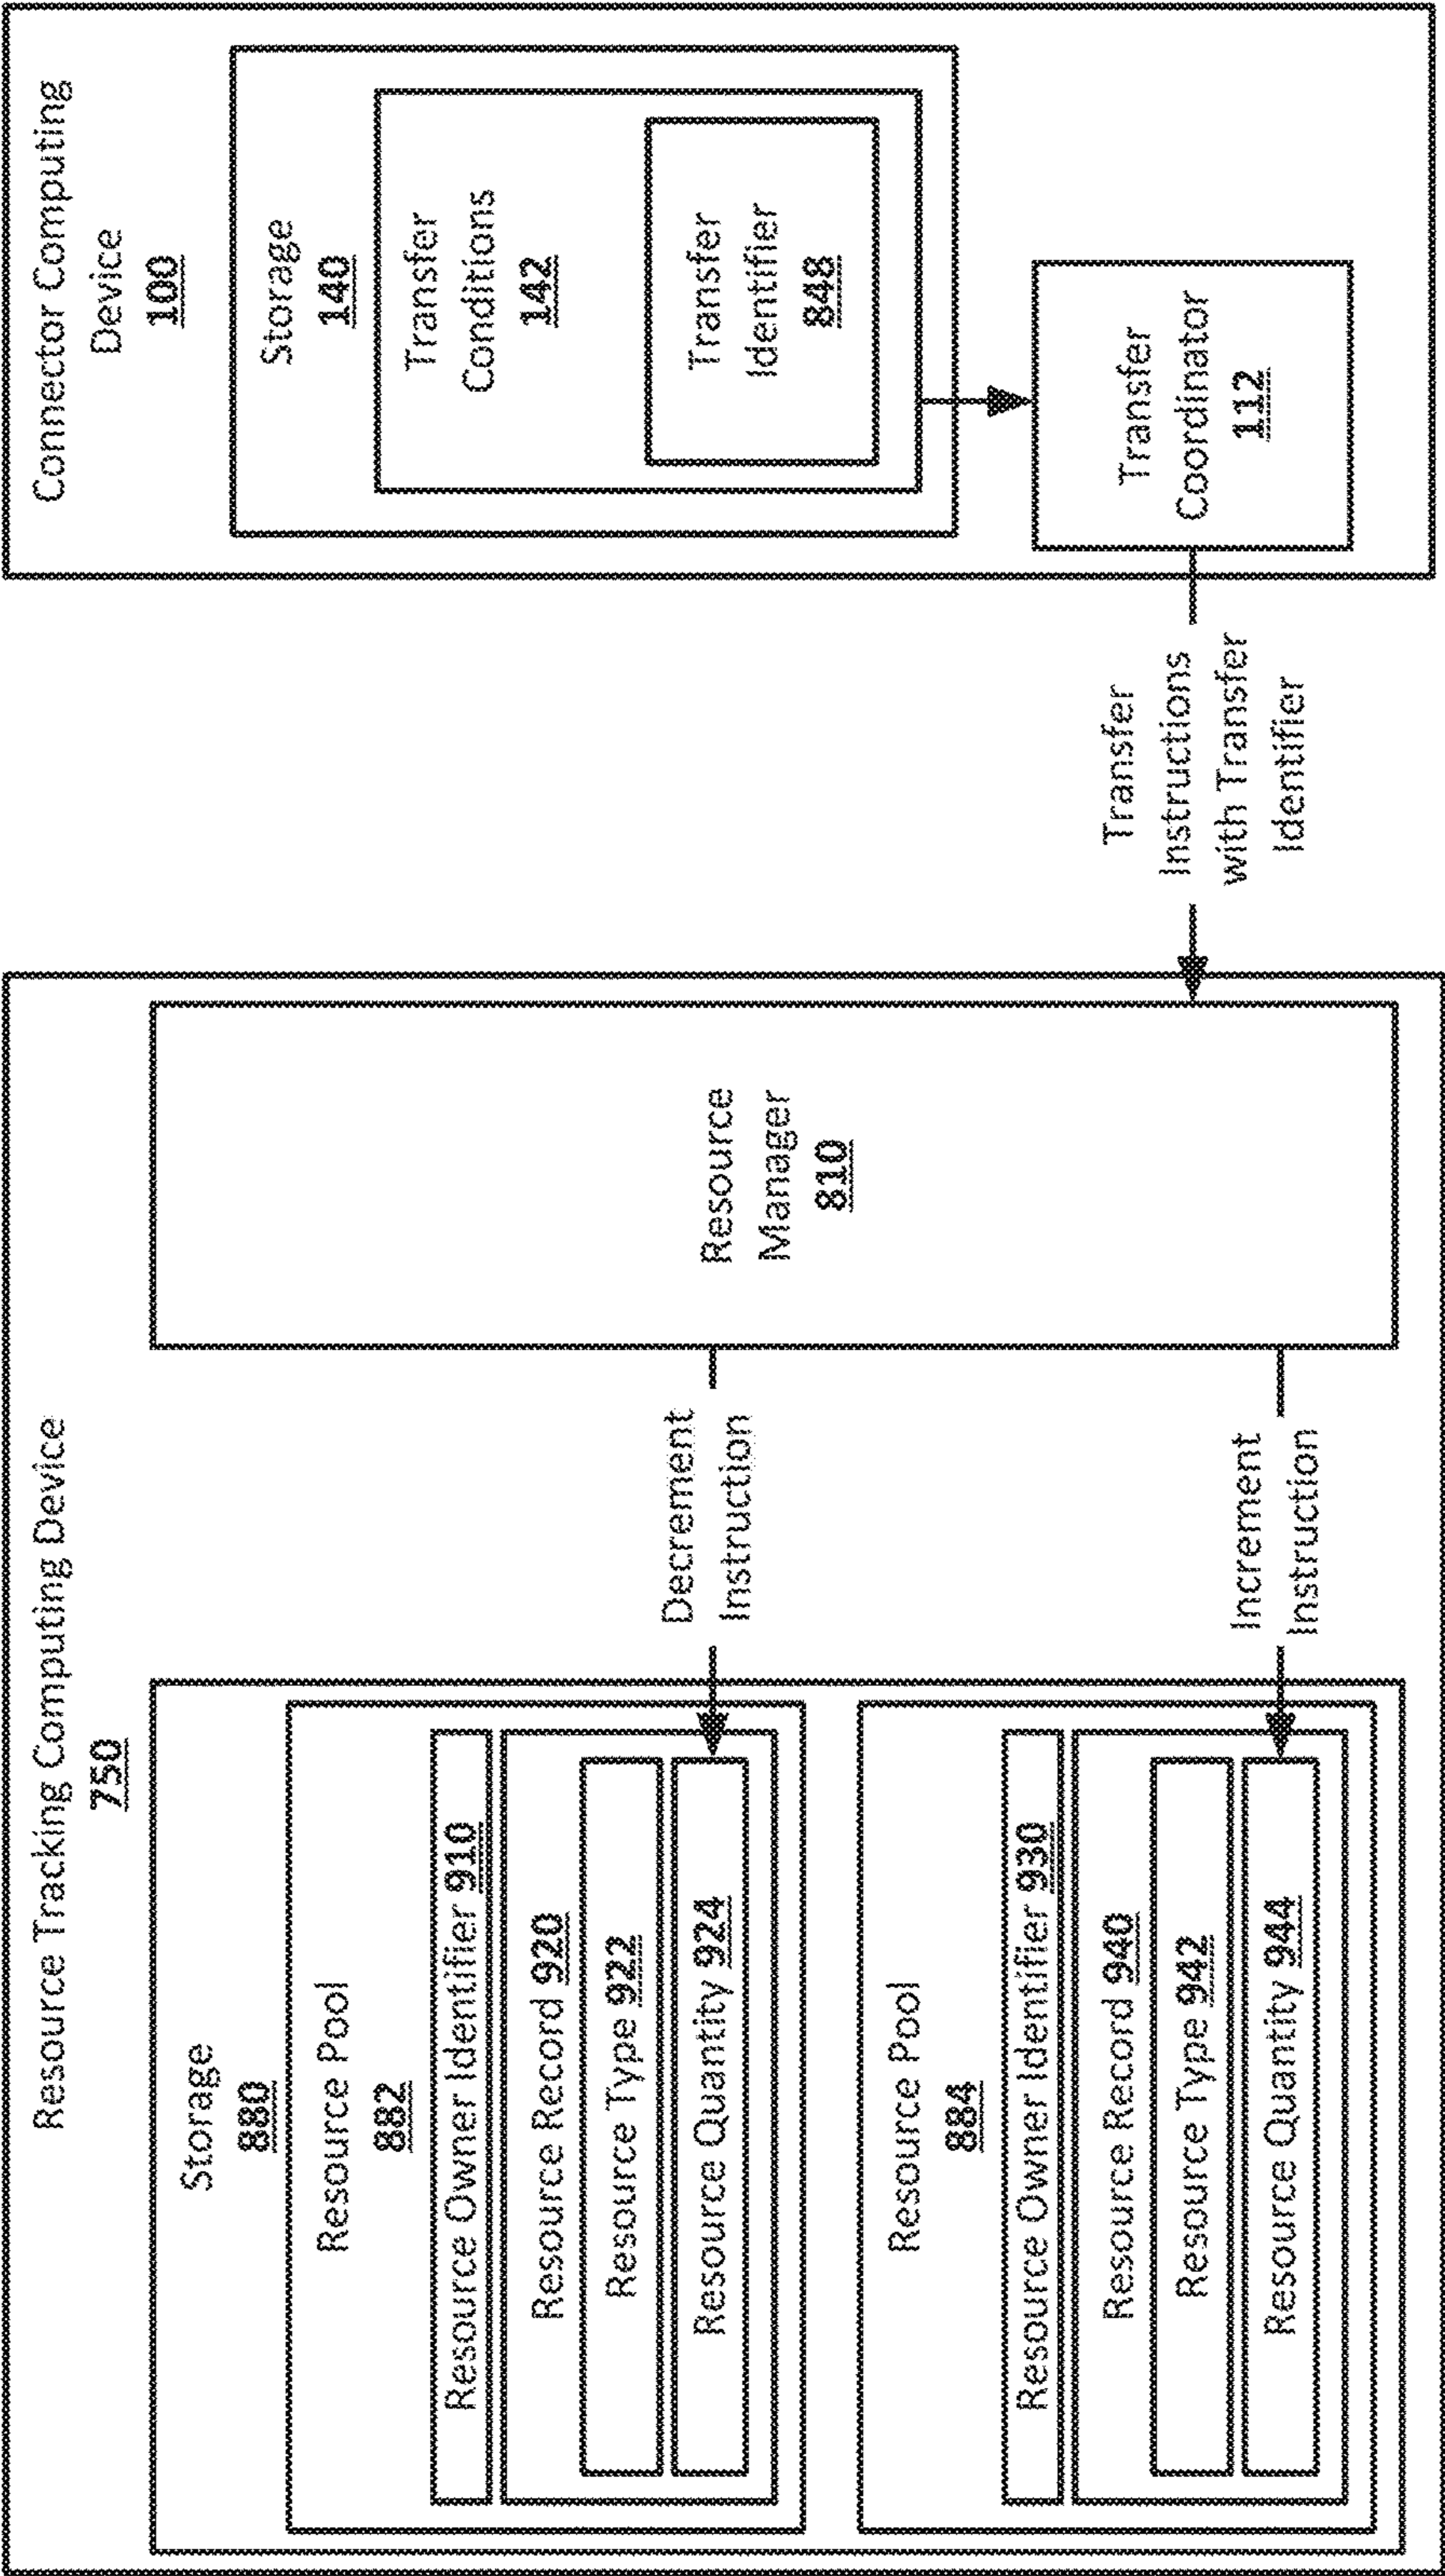 Resource Tracking Computing Device
750
Storage
880
Resource Pool
882
Resource Owner Identifier 910
Resource Record 920
Resource Type 922
Resource Quantity 924
Resource Pool
884
Resource Owner Identifier 930
Resource Record 940
Resource Type 942
Resource Quantity 944
Decrement
Instruction
Increment
Instruction
Resource
Manager
810
Transfer
Instructions
with Transfer
Identifier
Connector Computing
Device
100
Storage
140
Transfer
Conditions
142
Transfer
Identifier
848
Transfer
Coordinator
112